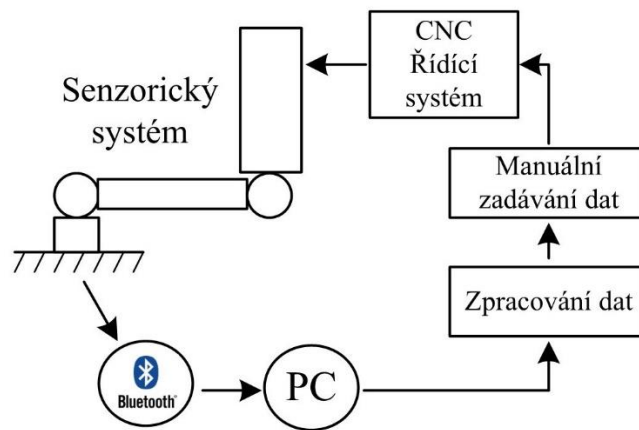 CNC
Řídící
systém
Senzorický
systém
Manuální
zadávání dat
Zpracování dat
Bluetooth®
PC